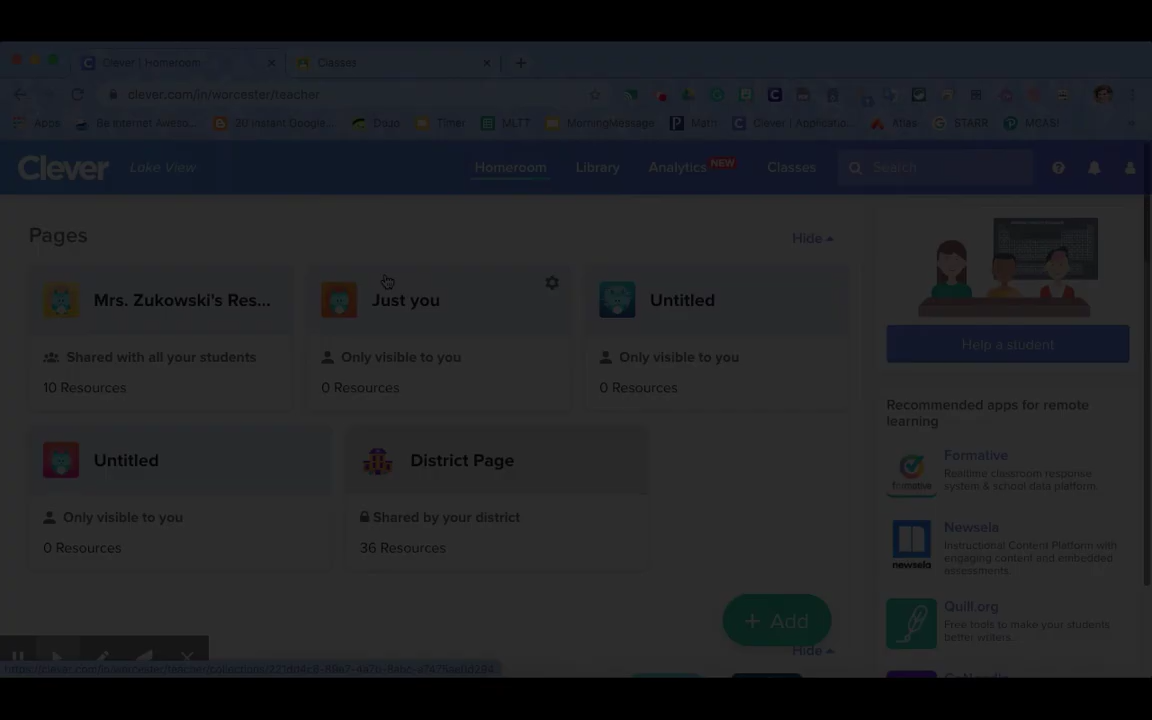 Clever | Homeroom
Classes
clever.com/in/worcester/teacher
Apps
Be Internet Aweso...
20 Instant Google...
Dojo
Timer
MLTT
MorningMessage
Math
Clever | Applicatio...
Atlas
STARR
MCAS
Clever
Lake View
Homeroom
Library
Analytics NEW
Classes
Search
Pages
Hide
Mrs. Zukowski's Res...
Shared with all your students
10 Resources
Just you
Only visible to you
0 Resources
Untitled
Only visible to you
0 Resources
Untitled
Only visible to you
0 Resources
District Page
Shared by your district
36 Resources
+ Add
Hide
Help a student
Recommended apps for remote
learning
formative
Formative
Realtime classroom response
system & school data platform.
newsela
Newsela
Instructional Content Platform with
engaging content and embedded
assessments.
Quill.org
Free tools to make your students
better writers.